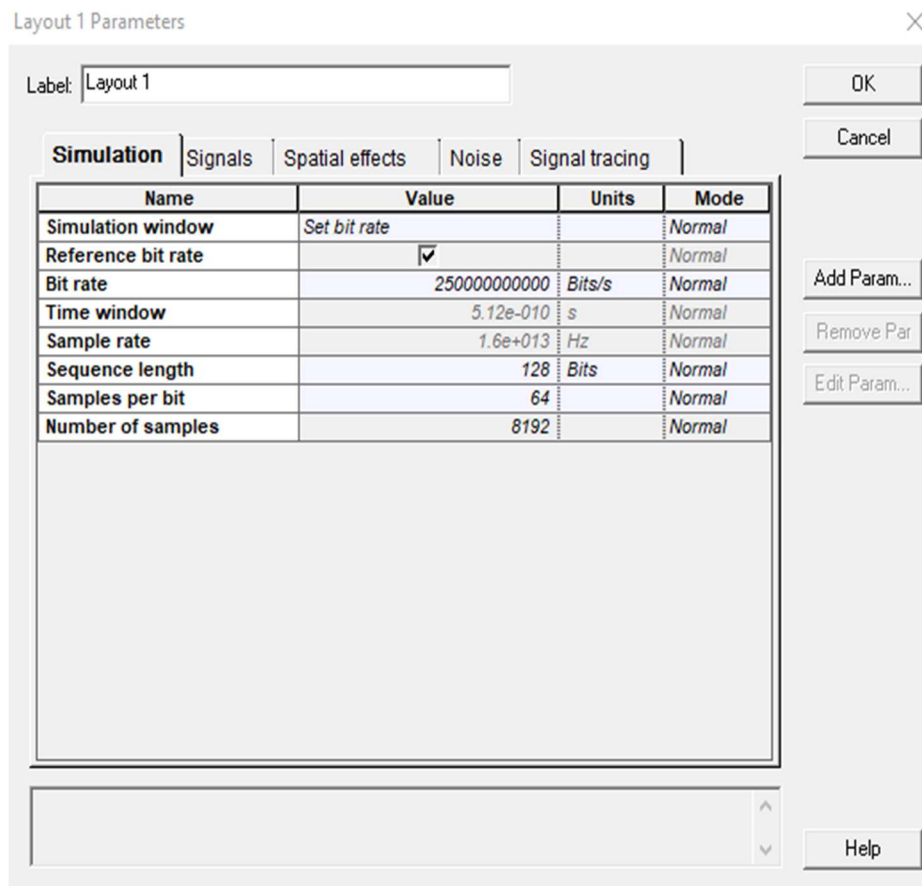 Layout 1 Parameters
Label: Layout 1
OK
Cancel
Simulation Signals Spatial effects Noise Signal tracing
Name Value Units Mode
Simulation window Set bit rate Normal
Reference bit rate Normal
Bit rate 250000000000 Bits/s Normal
Time window 5.12e-010 s Normal
Sample rate 1.6e+013 Hz Normal
Sequence length 128 Bits Normal
Samples per bit 64 Normal
Number of samples 8192 Normal
Add Param...
Remove Par
Edit Param...
Help